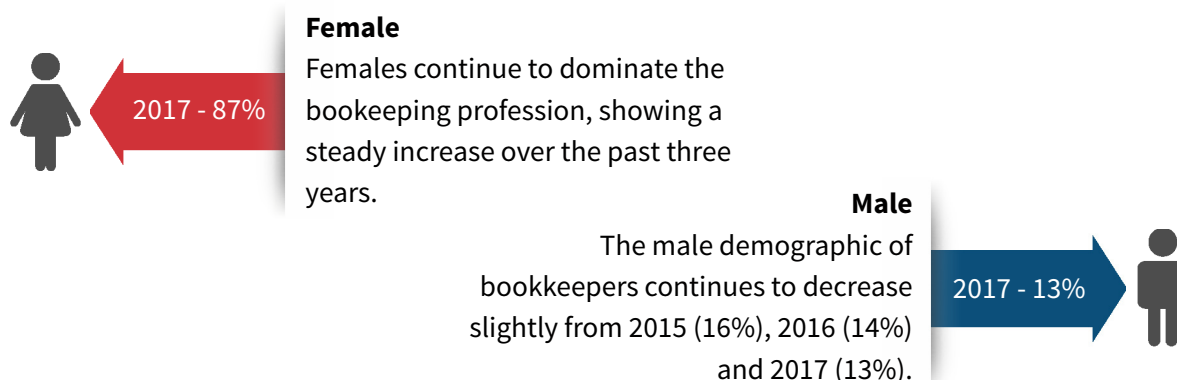 Female
Females continue to dominate the
bookeeping profession, showing a
steady increase over the past three
years.
2017 - 87%
Male
The male demographic of
bookkeepers continues to decrease
slightly from 2015 (16%), 2016 (14%)
and 2017 (13%).
2017 - 13%